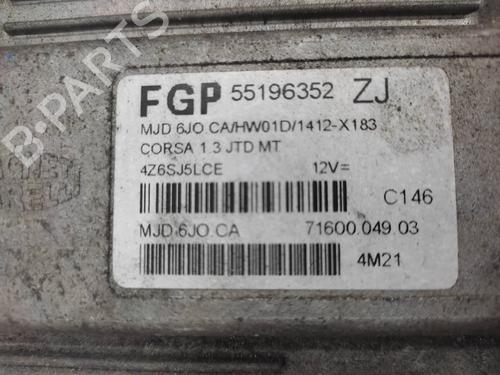 B-PARTS
FGP 55196352 ZJ
MJD 6JO.CA/HW01D/1412-X183
CORSA 1.3 JTD MT
4Z6SJ5LCE 12V=
C146
MJD 6JO.CA 71600.049.03
4M21